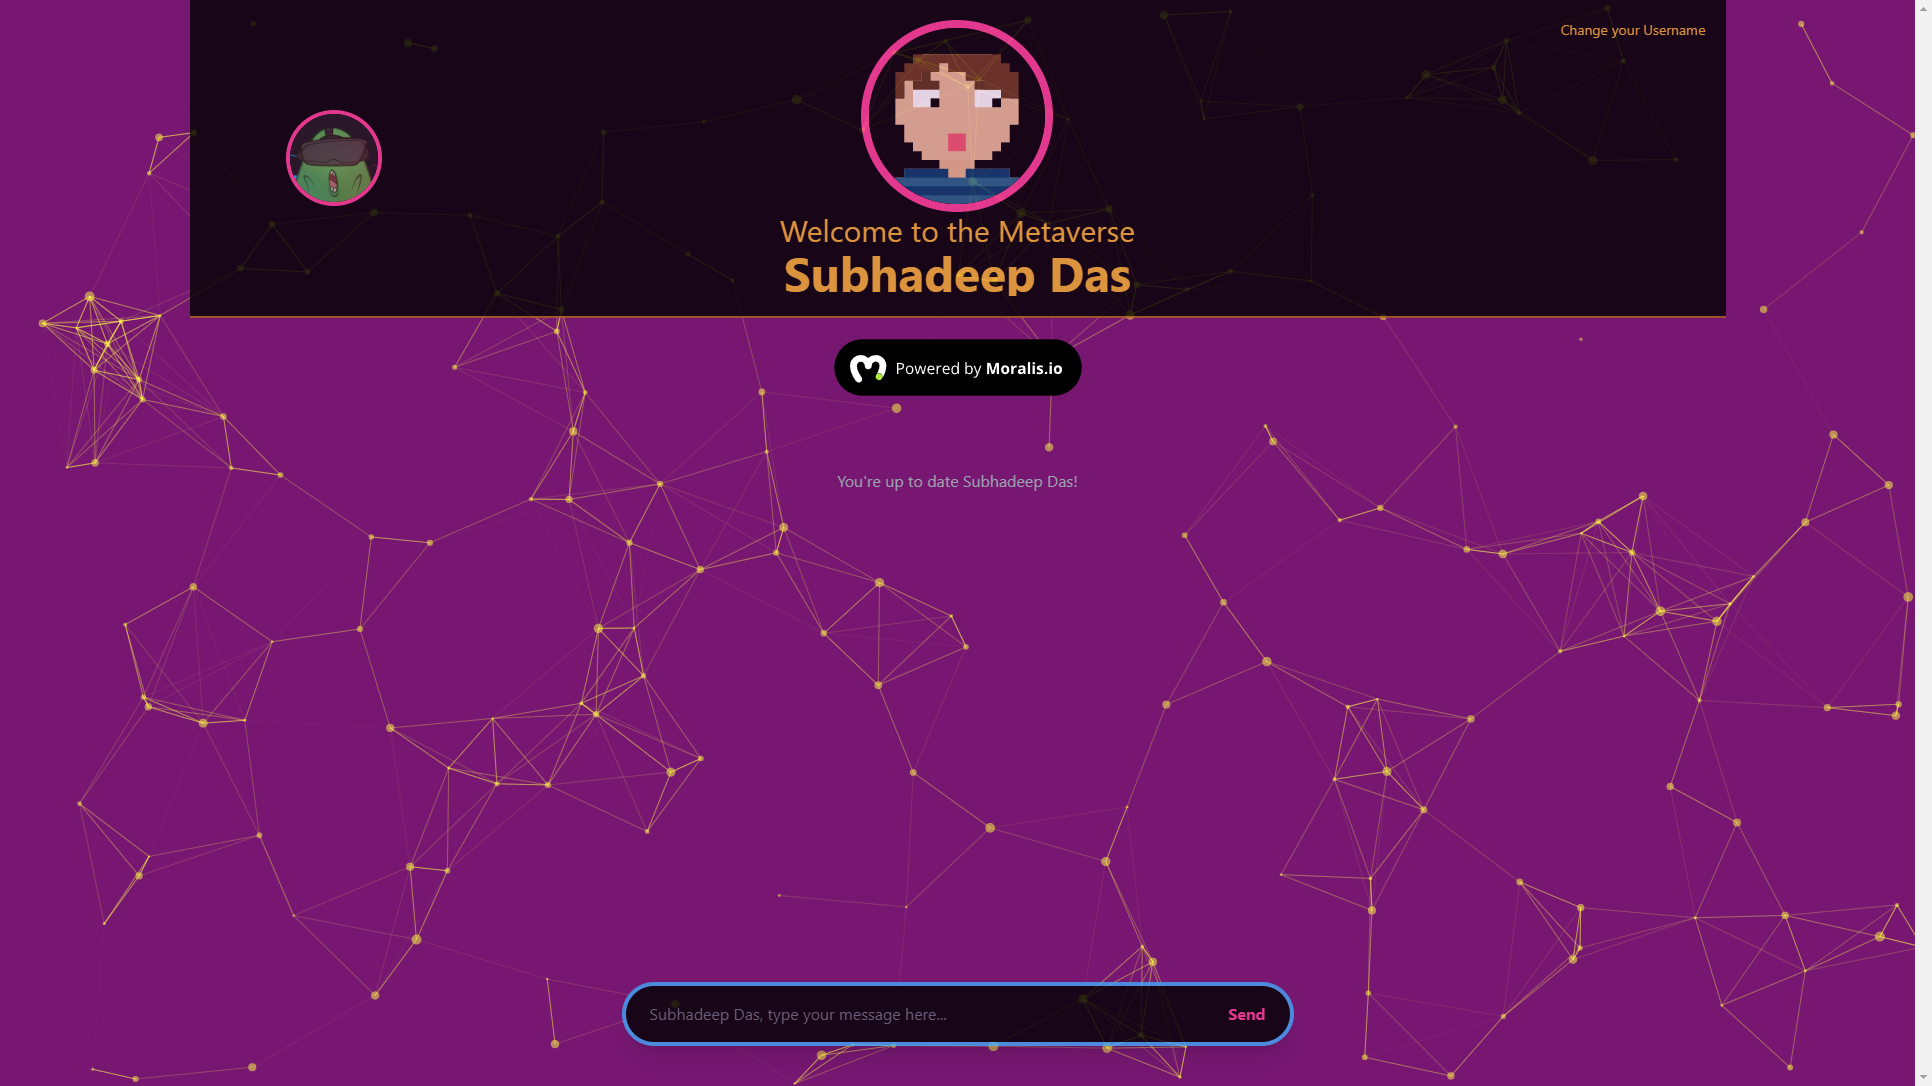 Change your Username
Welcome to the Metaverse
Subhadeep Das
Powered by Moralis.io
You're up to date Subhadeep Das!
Subhadeep Das, type your message here...
Send